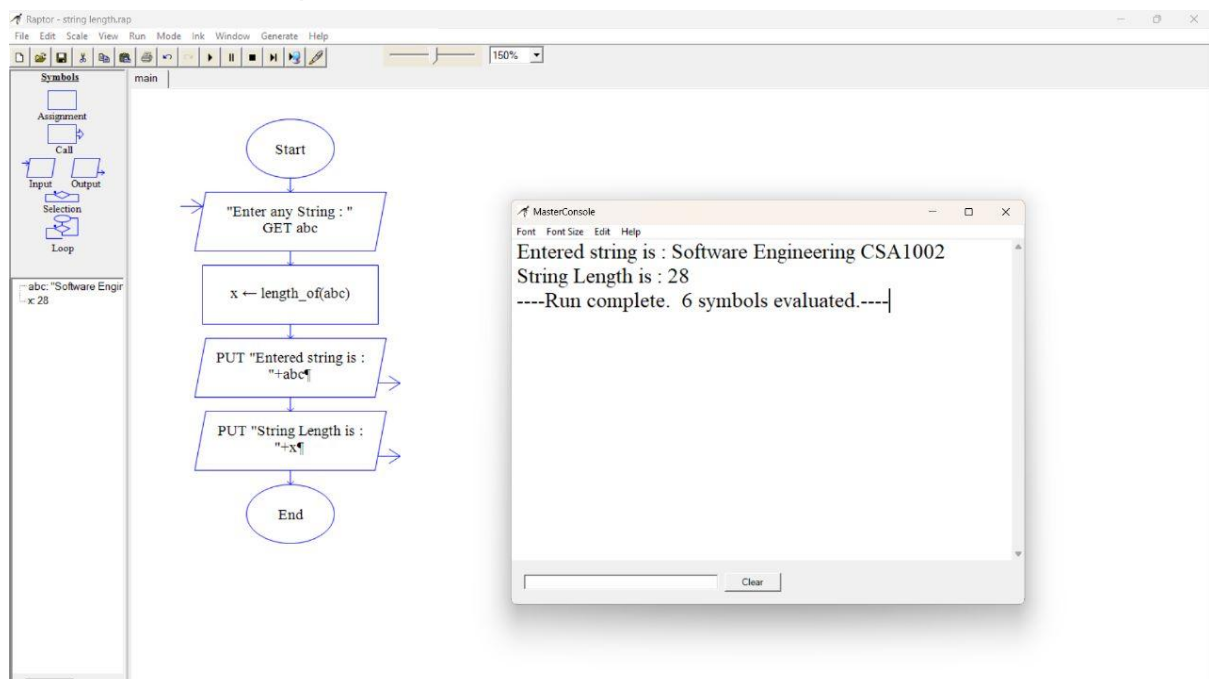 Raptor - string length.rap
File Edit Scale View Run Mode Ink Window Generate Help
150%
Symbols
main
Assignment
Call
Input Output
Selection
Loop
abc: "Software Engir
x: 28
Start
"Enter any String : "
GET abc
x ← length_of(abc)
PUT "Entered string is :
"+abc¶
PUT "String Length is :
"+x¶
End
MasterConsole
Font Font Size Edit Help
Entered string is : Software Engineering CSA1002
String Length is : 28
----Run complete. 6 symbols evaluated.----
Clear